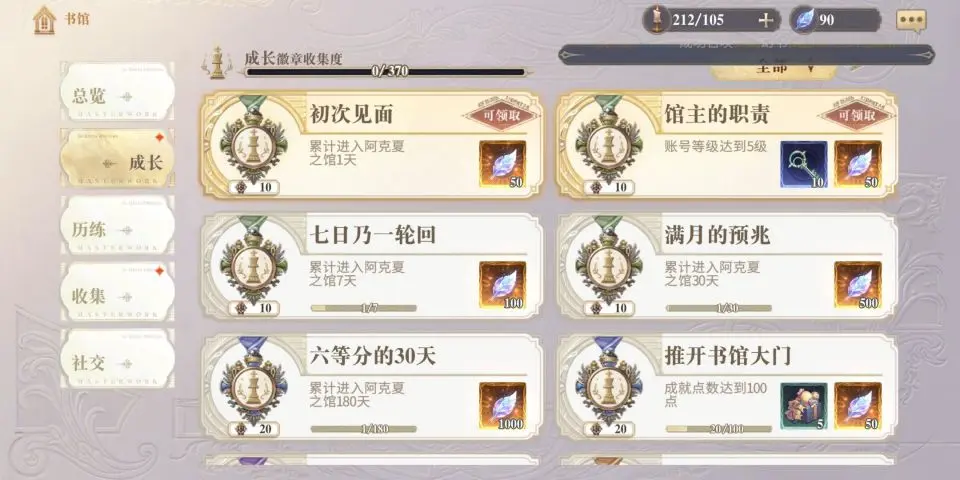 书馆
212/105
90
成长徽章收集度
0/370
全部
总览
MASTERWORK
成长
MASTERWORK
历练
MASTERWORK
收集
MASTERWORK
社交
MASTERWORK
初次见面
可领取
累计进入阿克夏
之馆1天
10
50
馆主的职责
可领取
账号等级达到5级
10
10
50
七日乃一轮回
累计进入阿克夏
之馆7天
10
1/7
100
满月的预兆
累计进入阿克夏
之馆30天
10
1/30
500
六等分的30天
累计进入阿克夏
之馆180天
20
1/180
1000
推开书馆大门
成就点数达到100
点
20
20/100
5
50